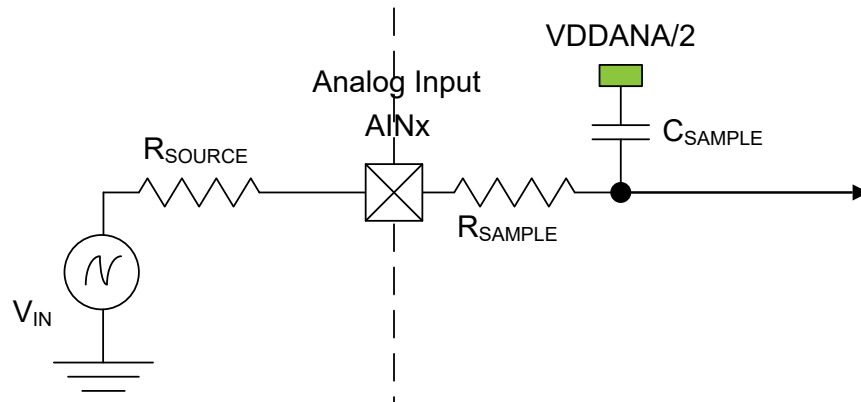 VDDANA/2
Analog Input
AINx
CSAMPLE
RSOURCE
RSAMPLE
VIN